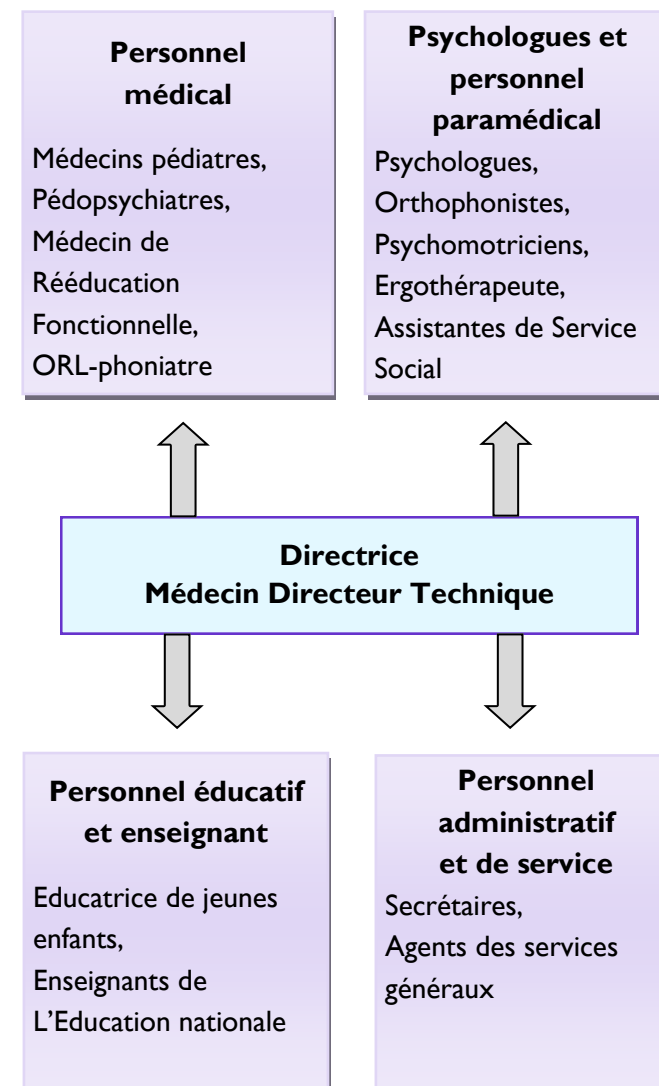 Personnel
médical
Médecins pédiatres,
Pédopsychiatres,
Médecin de
Rééducation
Fonctionnelle,
ORL-phoniatre
Psychologues et
personnel
paramédical
Psychologues,
Orthophonistes,
Psychomotriciens,
Ergothérapeute,
Assistantes de Service
Social
Directrice
Médecin Directeur Technique
Personnel éducatif
et enseignant
Educatrice de jeunes
enfants,
Enseignants de
L'Education nationale
Personnel
administratif
et de service
Secrétaires,
Agents des services
généraux